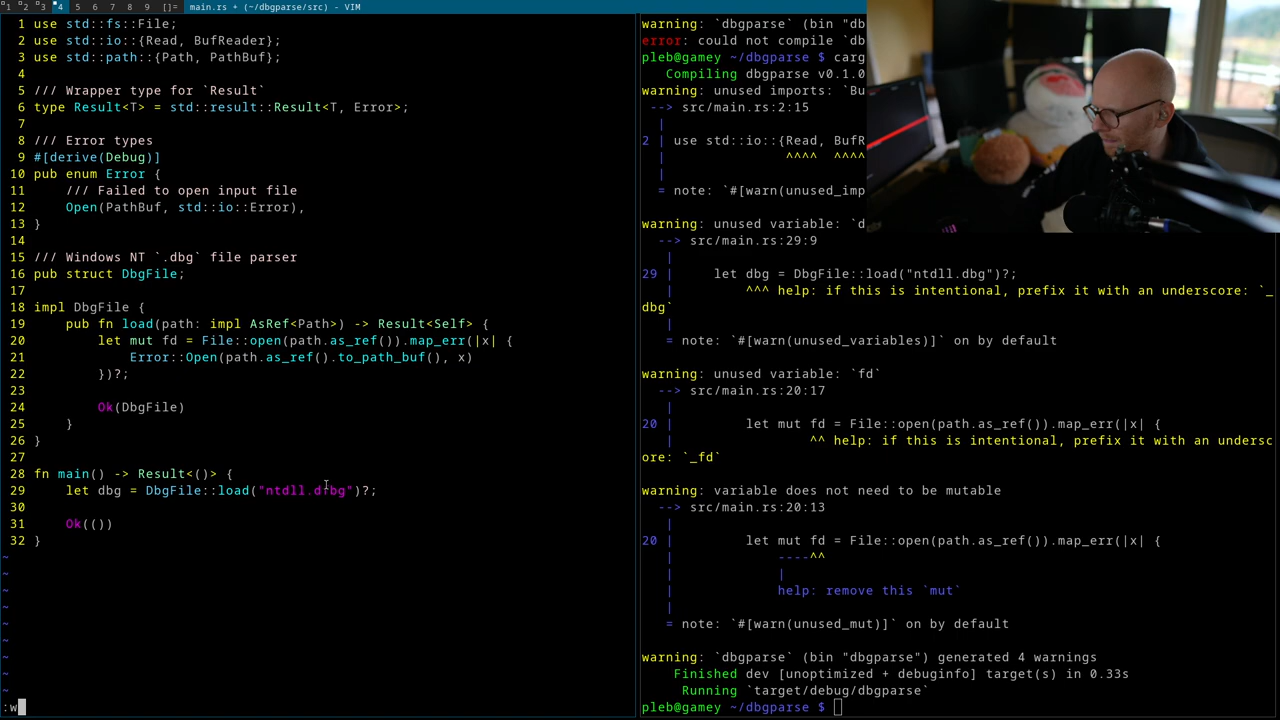 1 2 3 4 5 6 7 8 9 []= main.rs + (~/dbgparse/src) - VIM
1 use std::fs::File;
2 use std::io::{Read, BufReader};
3 use std::path::{Path, PathBuf};
4
5 /// Wrapper type for `Result`
6 type Result<T> = std::result::Result<T, Error>;
7
8 /// Error types
9 #[derive(Debug)]
10 pub enum Error {
11 /// Failed to open input file
12 Open(PathBuf, std::io::Error),
13 }
14
15 /// Windows NT `.dbg` file parser
16 pub struct DbgFile;
17
18 impl DbgFile {
19 pub fn load(path: impl AsRef<Path>) -> Result<Self> {
20 let mut fd = File::open(path.as_ref()).map_err(|x| {
21 Error::Open(path.as_ref().to_path_buf(), x)
22 })?;
23
24 Ok(DbgFile)
25 }
26 }
27
28 fn main() -> Result<()> {
29 let dbg = DbgFile::load("ntdll.dfbg")?;
30
31 Ok(())
32 }
~
~
~
~
~
~
~
~
~
:w
warning: `dbgparse` (bin "db
error: could not compile `db
pleb@gamey ~/dbgparse $ carg
Compiling dbgparse v0.1.0
warning: unused imports: `Bu
--> src/main.rs:2:15
|
2 | use std::io::{Read, BufR
| ^^^^ ^^^^
|
= note: `#[warn(unused_imp
warning: unused variable: `d
--> src/main.rs:29:9
|
29 | let dbg = DbgFile::load("ntdll.dbg")?;
| ^^^ help: if this is intentional, prefix it with an underscore: `_
dbg`
|
= note: `#[warn(unused_variables)]` on by default
warning: unused variable: `fd`
--> src/main.rs:20:17
|
20 | let mut fd = File::open(path.as_ref()).map_err(|x| {
| ^^ help: if this is intentional, prefix it with an undersc
ore: `_fd`
warning: variable does not need to be mutable
--> src/main.rs:20:13
|
20 | let mut fd = File::open(path.as_ref()).map_err(|x| {
| ----^^
| |
| help: remove this `mut`
|
= note: `#[warn(unused_mut)]` on by default
warning: `dbgparse` (bin "dbgparse") generated 4 warnings
Finished dev [unoptimized + debuginfo] target(s) in 0.33s
Running `target/debug/dbgparse`
pleb@gamey ~/dbgparse $